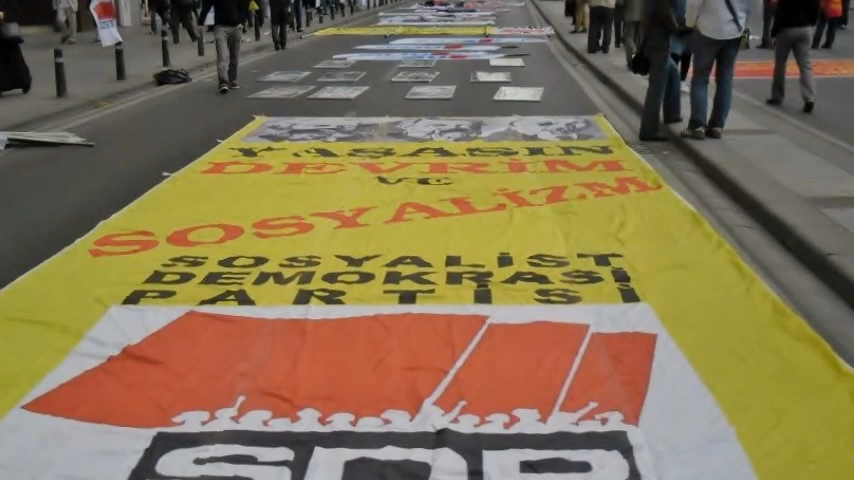 YAŞASIN
DEVRİM
VE
SOSYALİZM
SOSYALİST
DEMOKRASİ
PARTİSİ
SDP